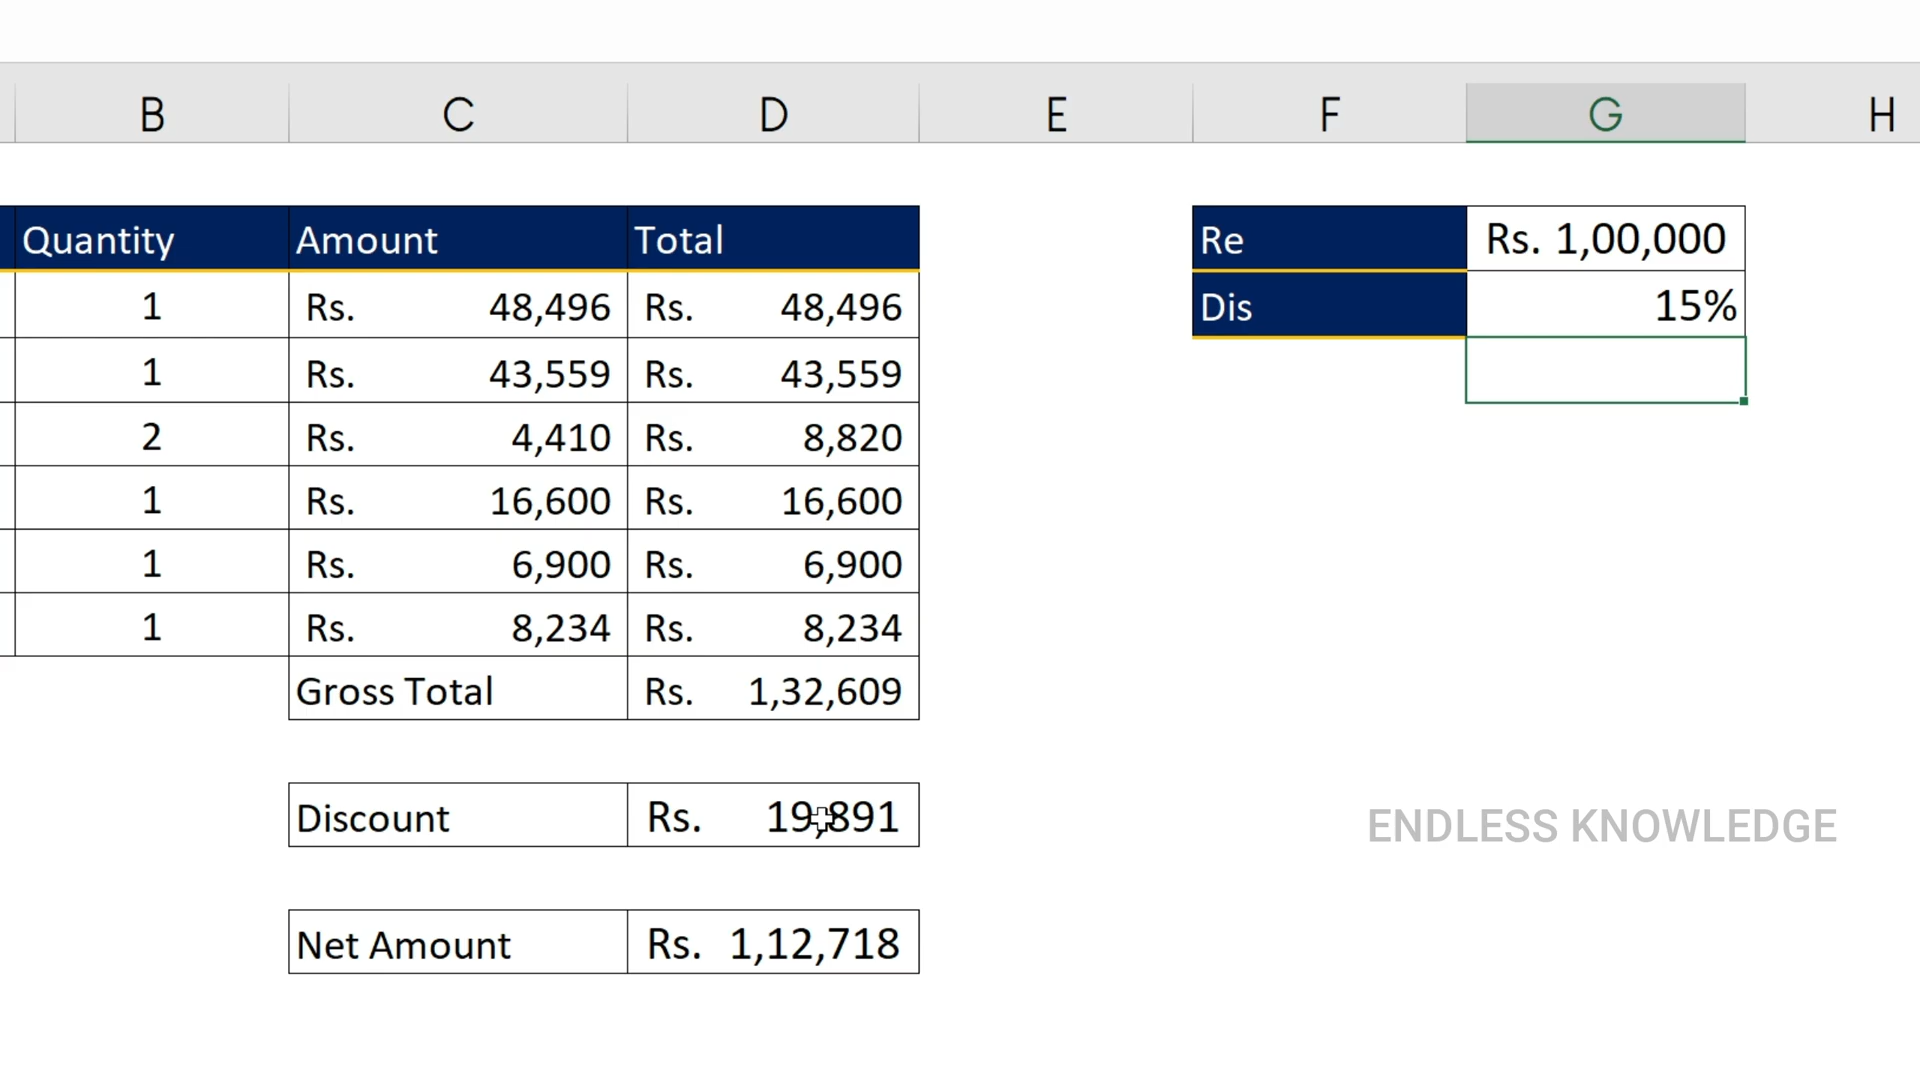 B C D E F G H
Quantity Amount Total Re Rs. 1,00,000
1 Rs. 48,496 Rs. 48,496 Dis 15%
1 Rs. 43,559 Rs. 43,559
2 Rs. 4,410 Rs. 8,820
1 Rs. 16,600 Rs. 16,600
1 Rs. 6,900 Rs. 6,900
1 Rs. 8,234 Rs. 8,234
Gross Total Rs. 1,32,609
Discount Rs. 19,891
ENDLESS KNOWLEDGE
Net Amount Rs. 1,12,718